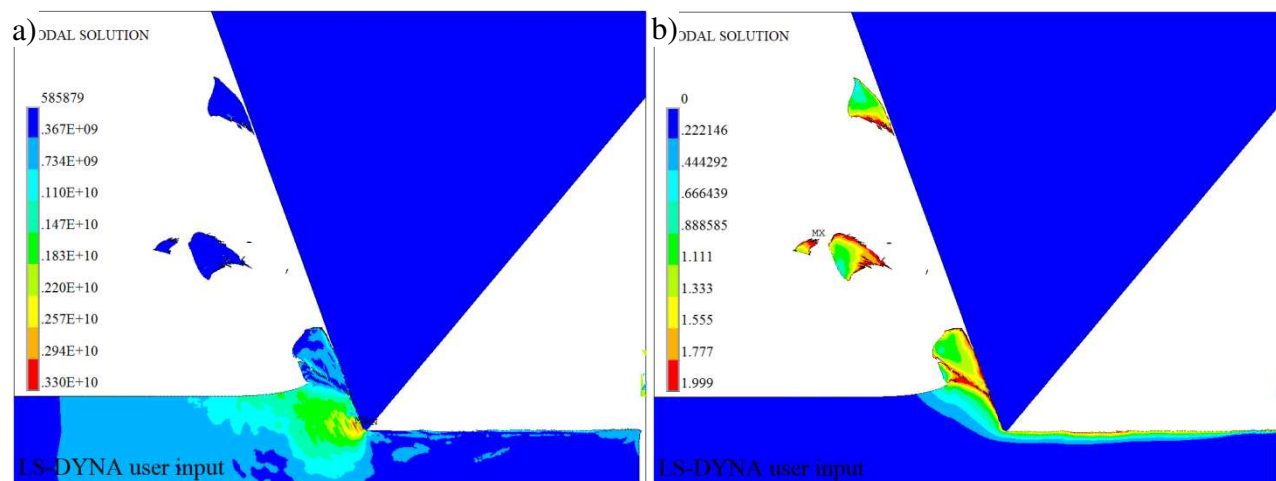 a)
ODAL SOLUTION
585879
.367E+09
.734E+09
.110E+10
.147E+10
.183E+10
.220E+10
.257E+10
.294E+10
.330E+10
LS-DYNA user input
b)
ODAL SOLUTION
0
.222146
.444292
.666439
.888585
1.111
1.333
1.555
1.777
1.999
MX
LS-DYNA user input